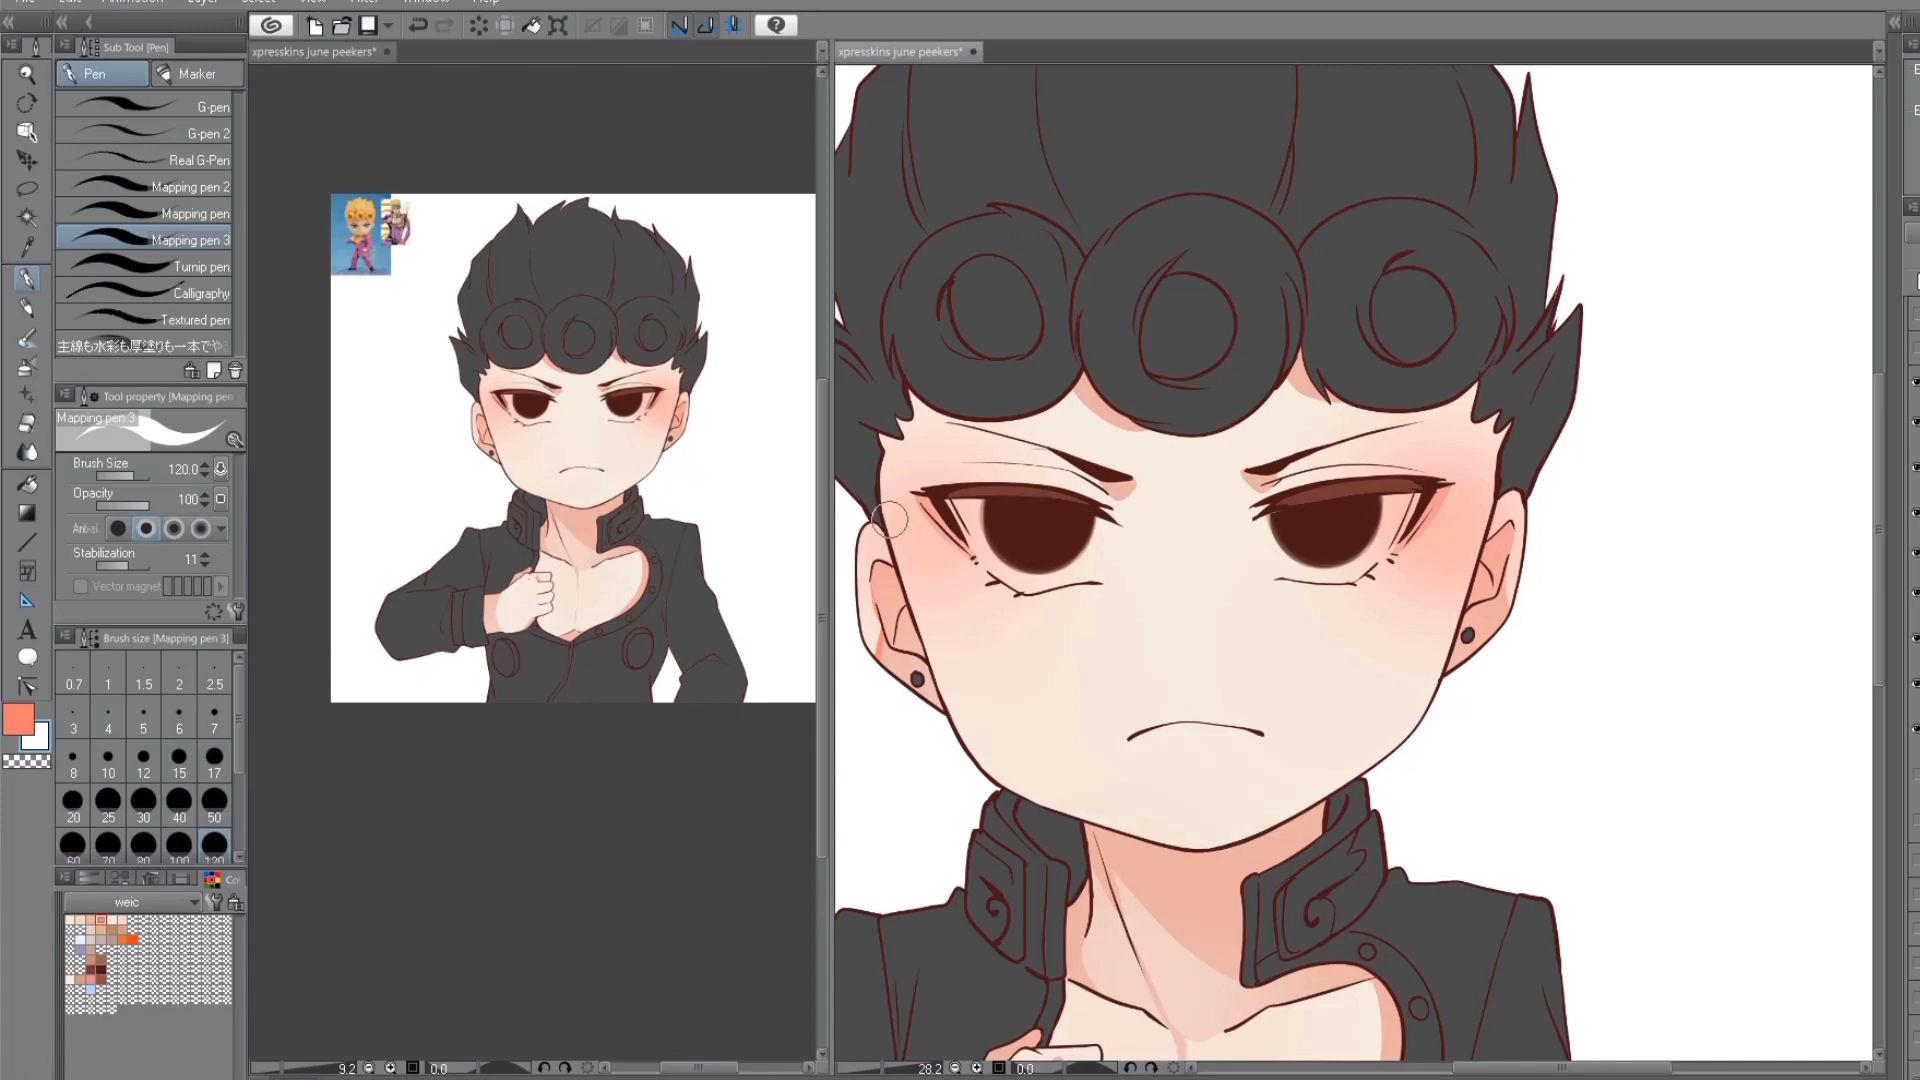 File Edit Animation Layer Select View Filter Window Help
xpresskins june peekers*
xpresskins june peekers*
Sub Tool [Pen]
Pen
Marker
G-pen
G-pen 2
Real G-Pen
Mapping pen 2
Mapping pen
Mapping pen 3
Turnip pen
Calligraphy
Textured pen
主線も水彩も厚塗りも一本でや
Tool property [Mapping pen
Mapping pen 3
Brush Size 120.0
Opacity 100
Anti-al
Stabilization 11
Vector magnet
Brush size [Mapping pen 3]
0.7 1 1.5 2 2.5
3 4 5 6 7
8 10 12 15 17
20 25 30 40 50
60 70 80 100 120
Co
weic
9.2 0.0
28.2 0.0